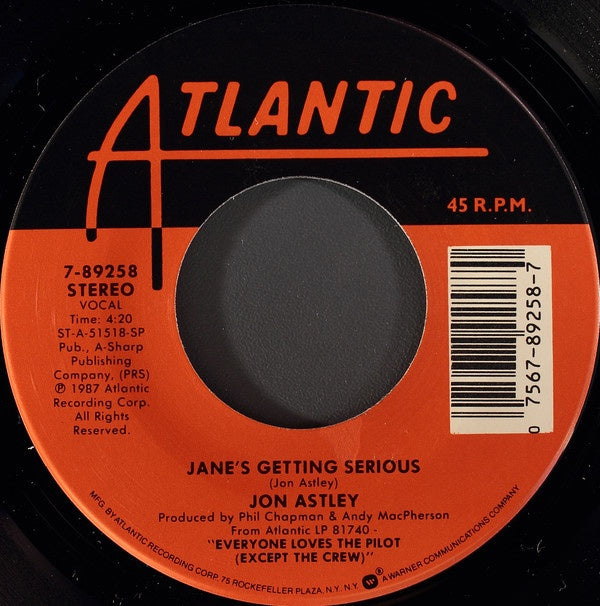 ATLANTIC
45 R.P.M.
7-89258
STEREO
VOCAL
Time: 4:20
ST-A-51518-SP
Pub., A-Sharp
Publishing
Company, (PRS)
℗ 1987 Atlantic
Recording Corp.
All Rights
Reserved.
0 7567-89258-7
JANE'S GETTING SERIOUS
(Jon Astley)
JON ASTLEY
Produced by Phil Chapman & Andy MacPherson
From Atlantic LP 81740 -
"EVERYONE LOVES THE PILOT
(EXCEPT THE CREW)"
MFG. BY ATLANTIC RECORDING CORP. 75 ROCKEFELLER PLAZA, N.Y. N.Y. ® A WARNER COMMUNICATIONS COMPANY